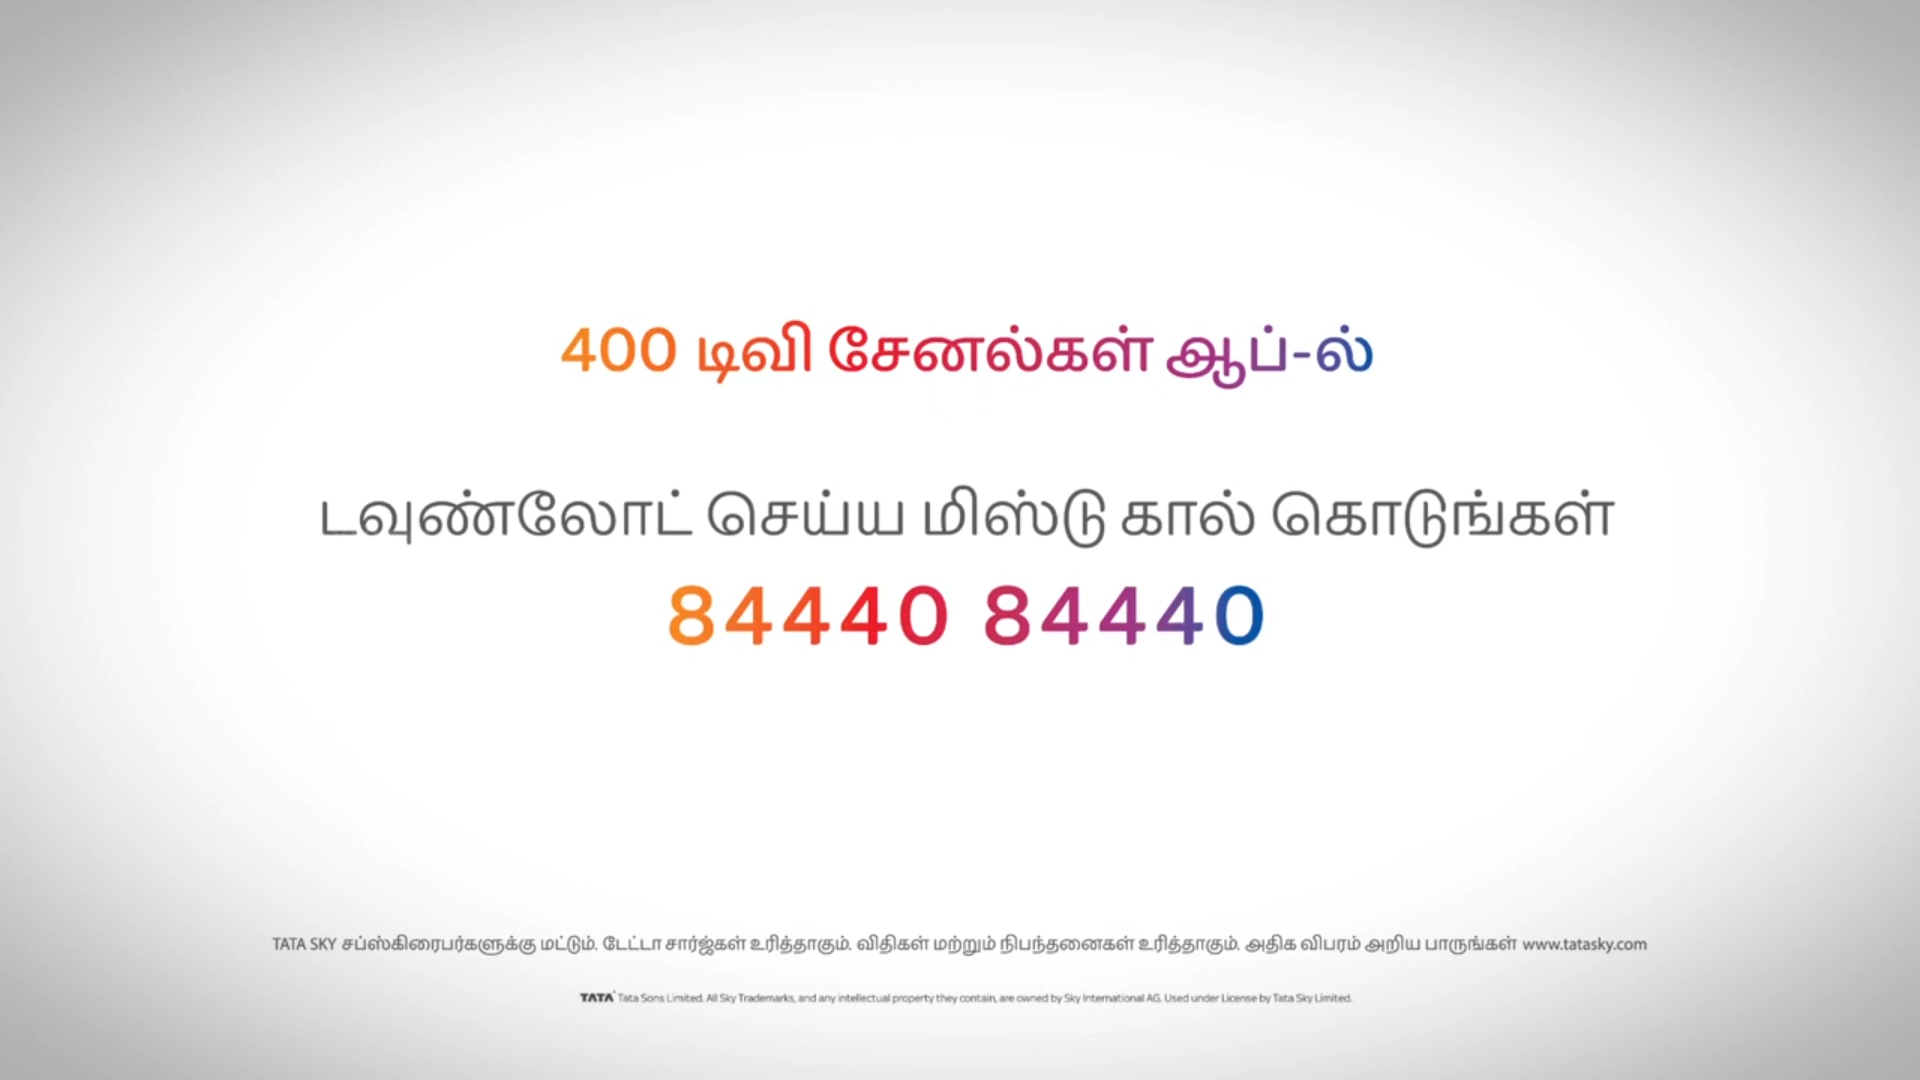 400 டிவி சேனல்கள் ஆப்-ல்
டவுண்லோட் செய்ய மிஸ்டு கால் கொடுங்கள்
84440 84440
TATA SKY சப்ஸ்கிரைபர்களுக்கு மட்டும். டேட்டா சார்ஜ்கள் உரித்தாகும். விதிகள் மற்றும் நிபந்தனைகள் உரித்தாகும். அதிக விபரம் அறிய பாருங்கள் www.tatasky.com
TATA Tata Sons Limited. All Sky Trademarks, and any intellectual property they contain, are owned by Sky International AG. Used under License by Tata Sky Limited.